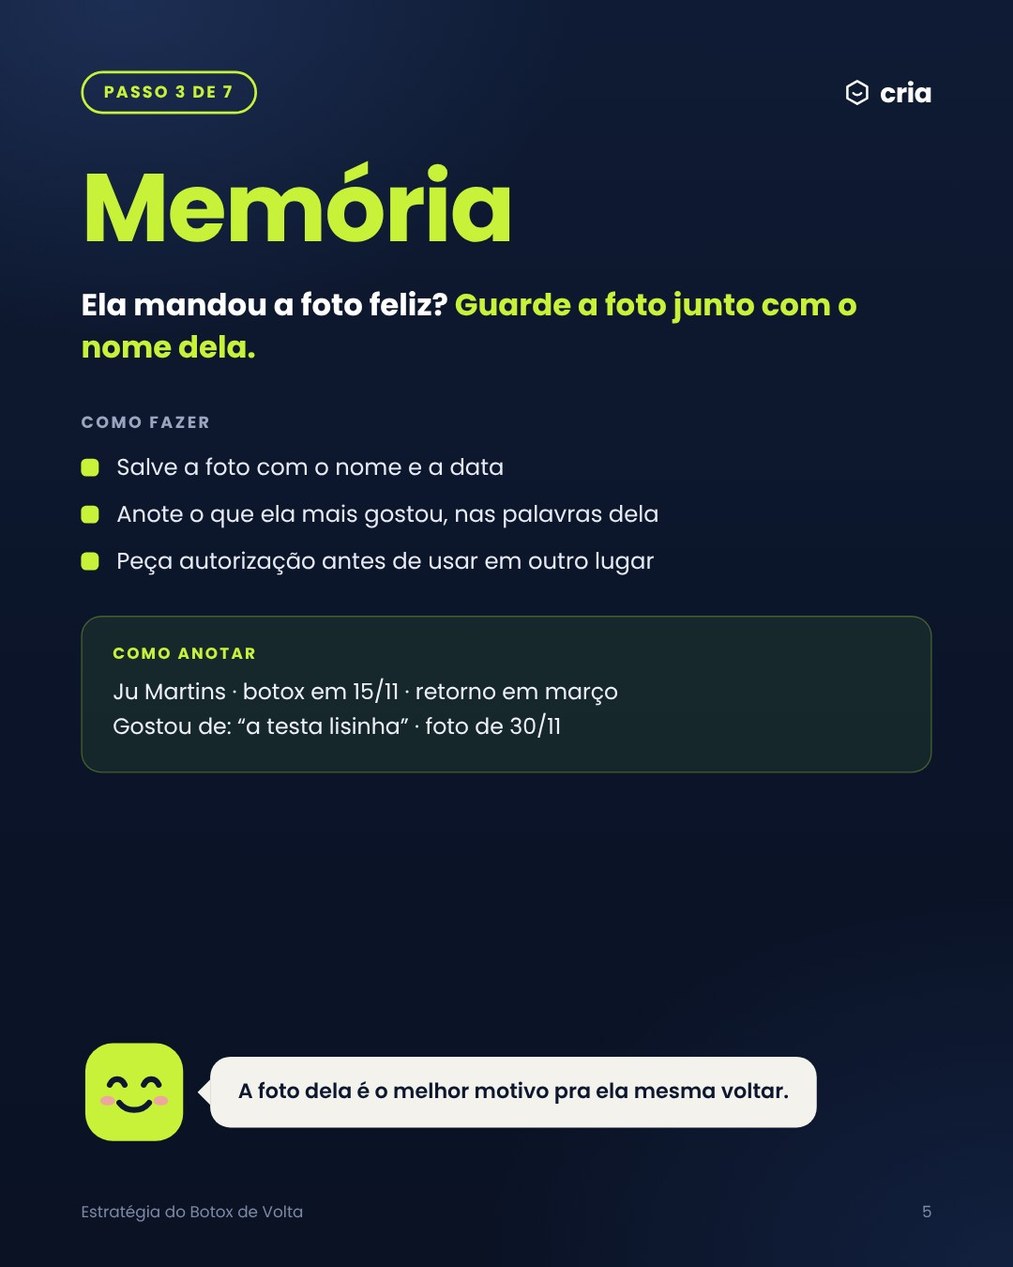 PASSO 3 DE 7
cria
Memória
Ela mandou a foto feliz? Guarde a foto junto com o
nome dela.
COMO FAZER
Salve a foto com o nome e a data
Anote o que ela mais gostou, nas palavras dela
Peça autorização antes de usar em outro lugar
COMO ANOTAR
Ju Martins · botox em 15/11 · retorno em março
Gostou de: “a testa lisinha” · foto de 30/11
A foto dela é o melhor motivo pra ela mesma voltar.
Estratégia do Botox de Volta
5